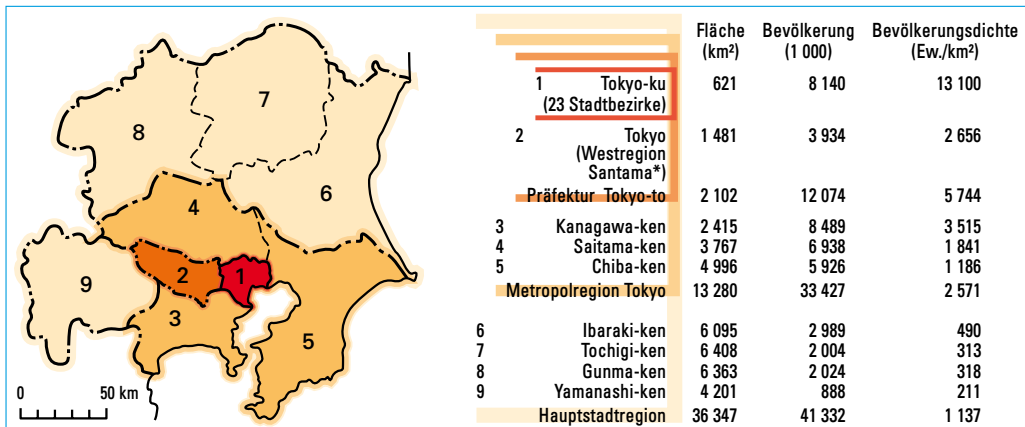 8
7
6
4
9
2
1
3
5
0
50 km
Fläche Bevölkerung Bevölkerungsdichte
(km²) (1 000) (Ew./km²)
1 Tokyo-ku 621 8 140 13 100
(23 Stadtbezirke)
2 Tokyo 1 481 3 934 2 656
(Westregion
Santama*)
Präfektur Tokyo-to 2 102 12 074 5 744
3 Kanagawa-ken 2 415 8 489 3 515
4 Saitama-ken 3 767 6 938 1 841
5 Chiba-ken 4 996 5 926 1 186
Metropolregion Tokyo 13 280 33 427 2 571
6 Ibaraki-ken 6 095 2 989 490
7 Tochigi-ken 6 408 2 004 313
8 Gunma-ken 6 363 2 024 318
9 Yamanashi-ken 4 201 888 211
Hauptstadtregion 36 347 41 332 1 137